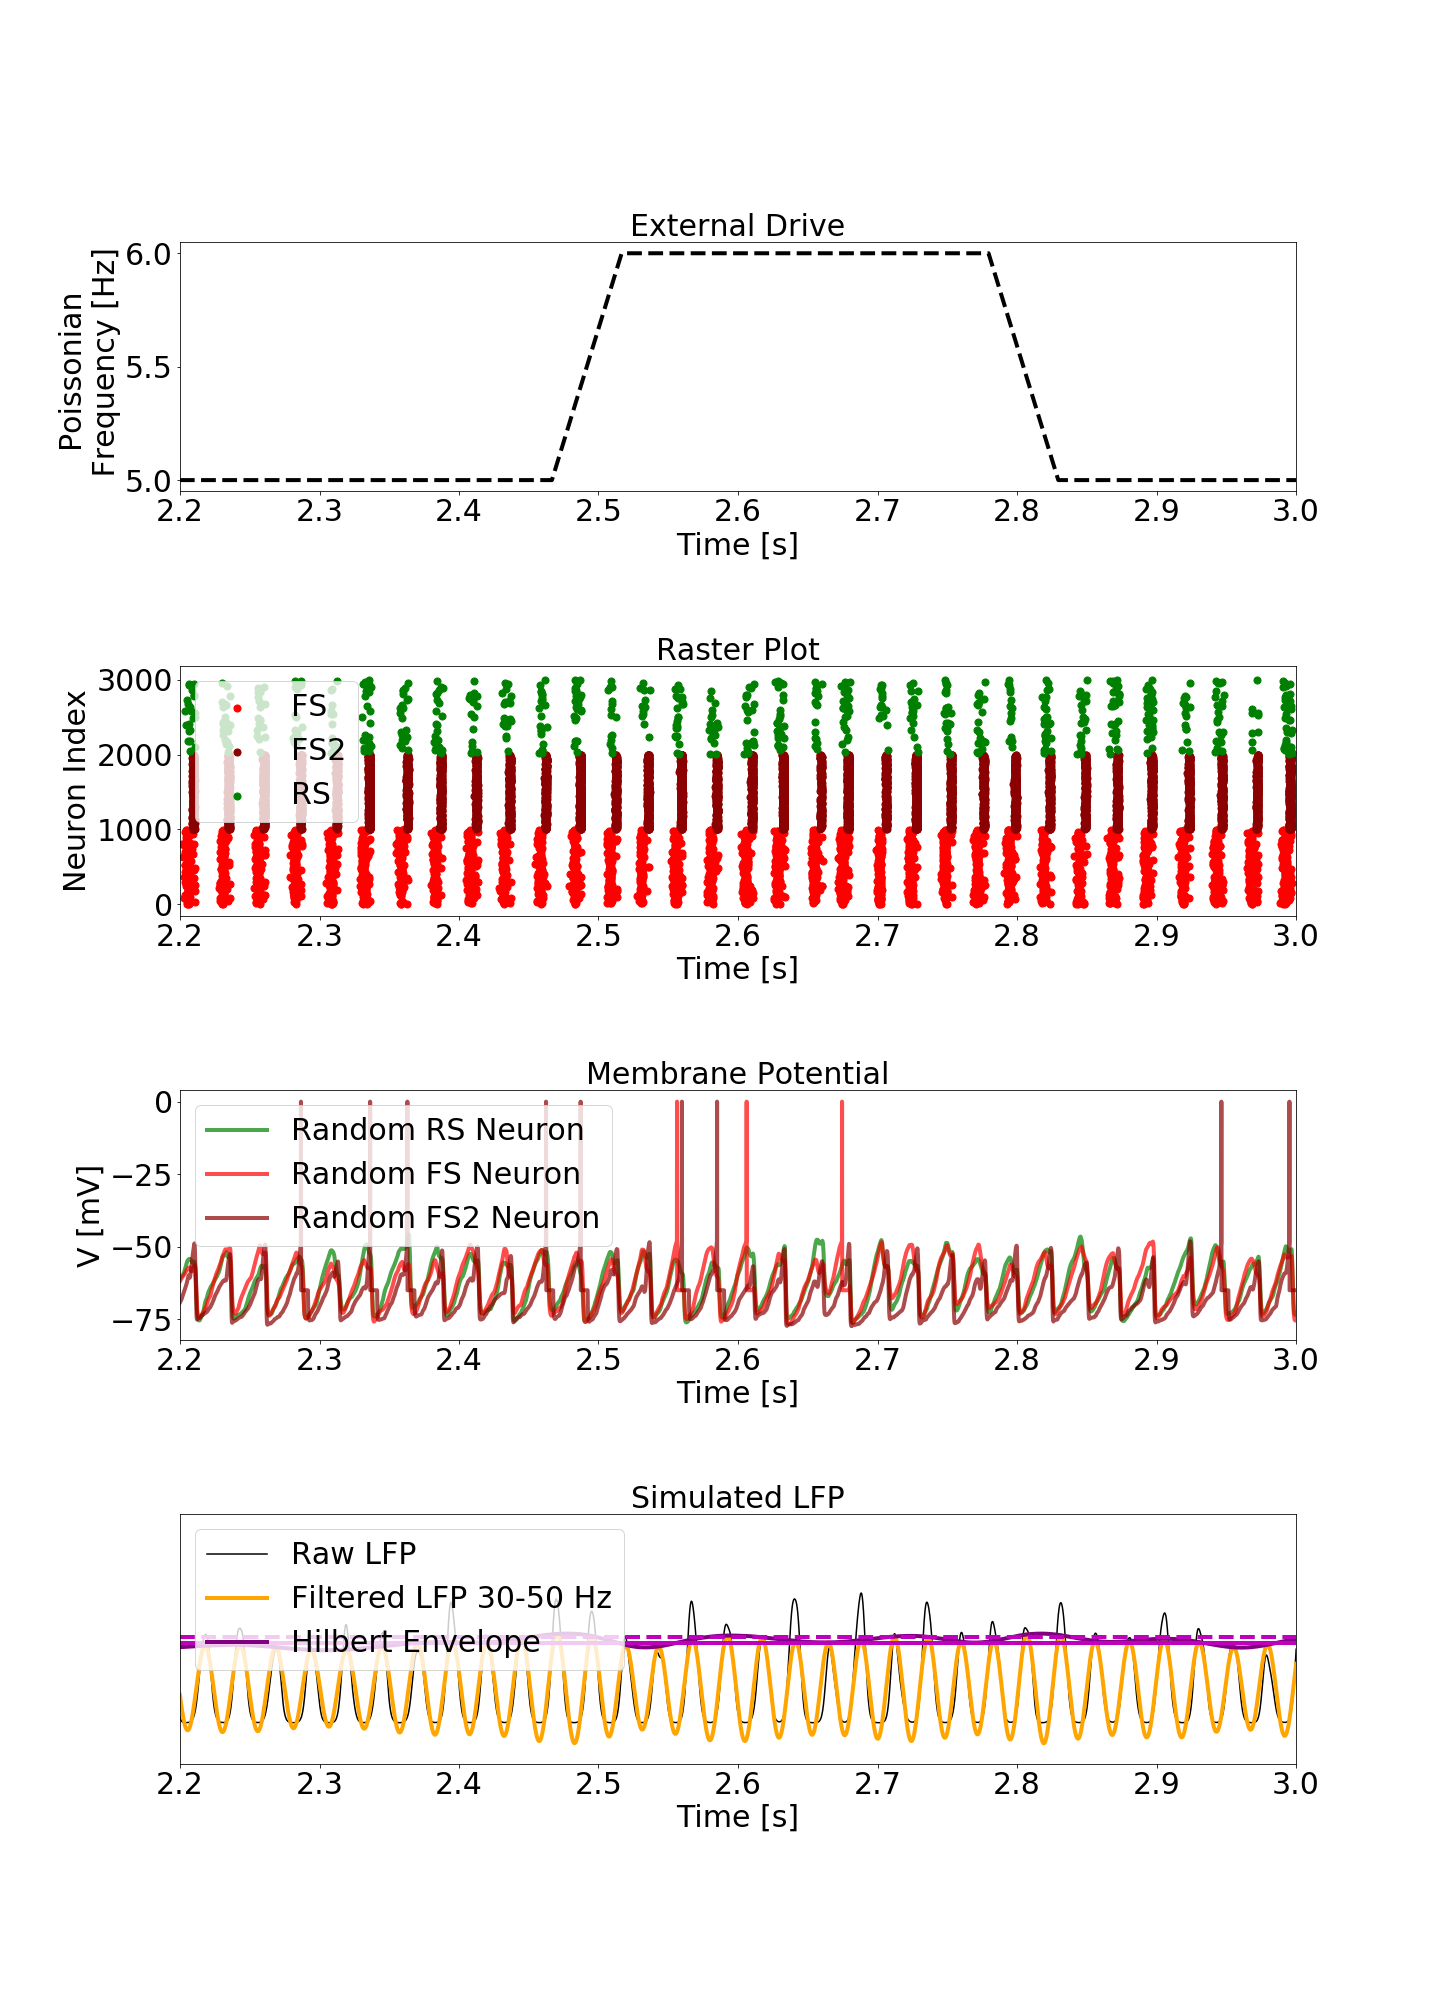 External Drive
Poissonian
Frequency [Hz]
6.0
5.5
5.0
2.2 2.3 2.4 2.5 2.6 2.7 2.8 2.9 3.0
Time [s]
Raster Plot
Neuron Index
3000
2000
1000
0
FS
FS2
RS
2.2 2.3 2.4 2.5 2.6 2.7 2.8 2.9 3.0
Time [s]
Membrane Potential
V [mV]
0
−25
−50
−75
Random RS Neuron
Random FS Neuron
Random FS2 Neuron
2.2 2.3 2.4 2.5 2.6 2.7 2.8 2.9 3.0
Time [s]
Simulated LFP
Raw LFP
Filtered LFP 30-50 Hz
Hilbert Envelope
2.2 2.3 2.4 2.5 2.6 2.7 2.8 2.9 3.0
Time [s]